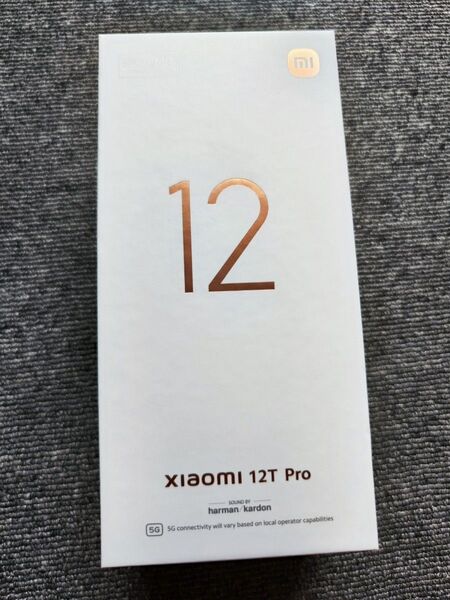 mi
12
xiaomi 12T Pro
SOUND BY
harman/kardon
5G 5G connectivity will vary based on local operator capabilities